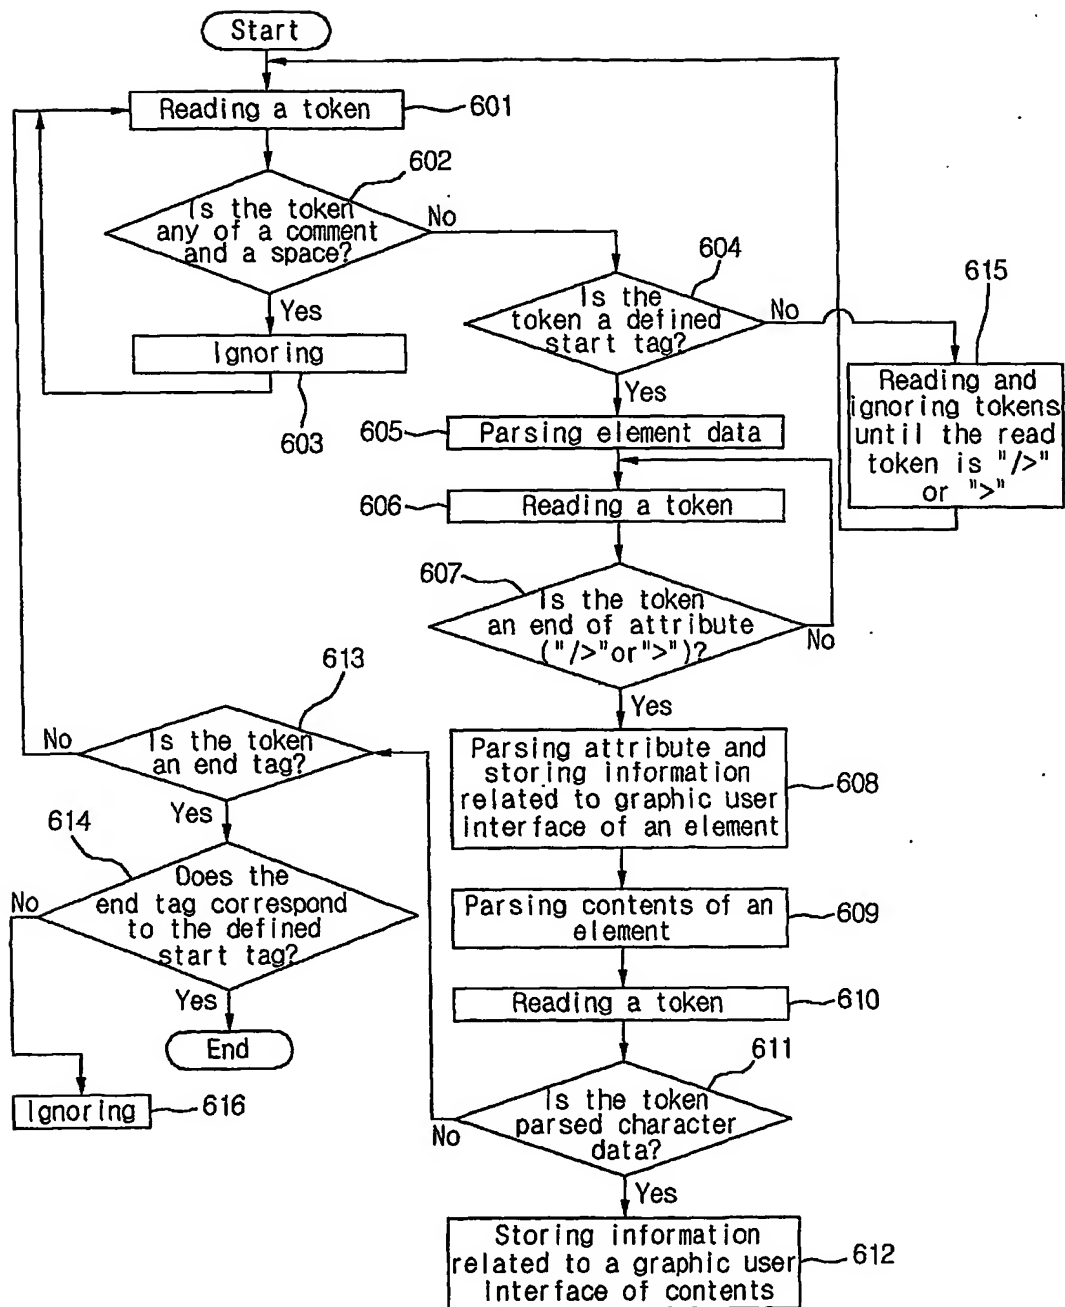 Start
Reading a token
601
602
Is the token
any of a comment
and a space?
No
Yes
Ignoring
603
604
Is the
token a defined
start tag?
No
Yes
615
Reading and
ignoring tokens
until the read
token is "/>"
or ">"
605
Parsing element data
606
Reading a token
607
Is the token
an end of attribute
("/>"or">")?
No
Yes
613
Is the token
an end tag?
No
Yes
Parsing attribute and
storing information
related to graphic user
interface of an element
608
614
Does the
end tag correspond
to the defined
start tag?
No
Yes
End
Ignoring
616
Parsing contents of an
element
609
Reading a token
610
611
Is the token
parsed character
data?
No
Yes
Storing information
related to a graphic user
interface of contents
612